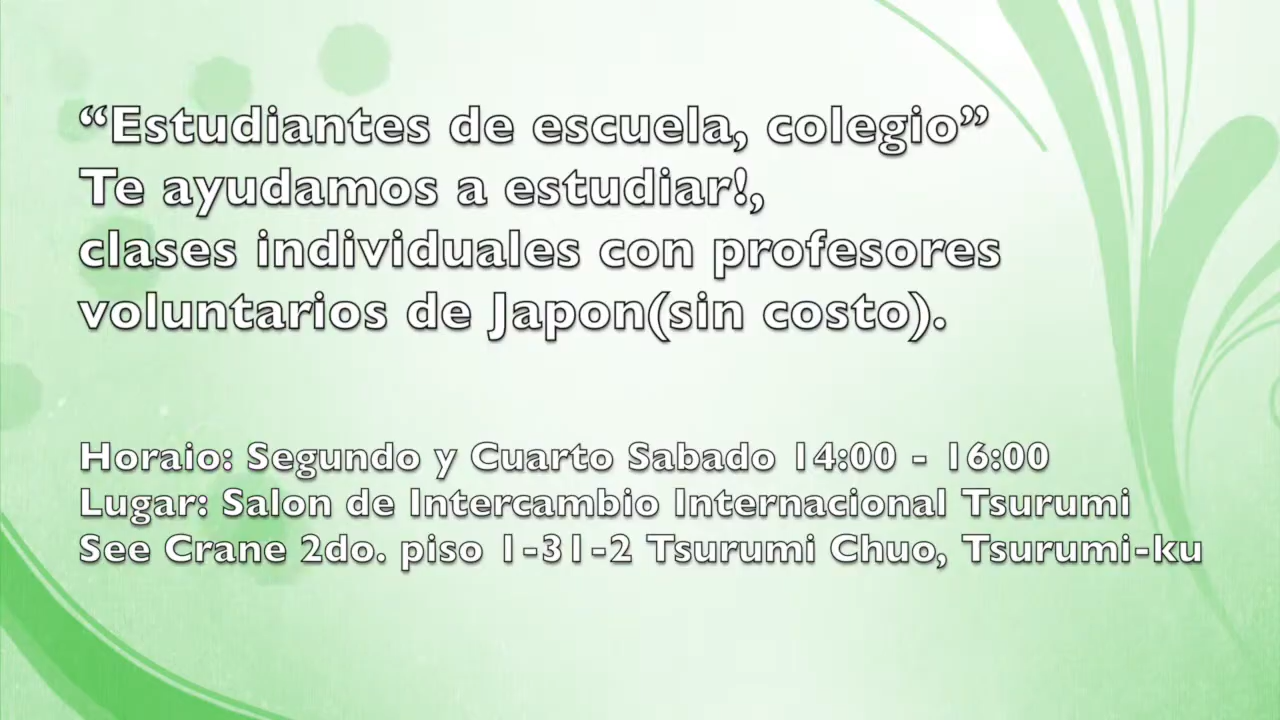 “Estudiantes de escuela, colegio”
Te ayudamos a estudiar!,
clases individuales con profesores
voluntarios de Japon(sin costo).
Horaio: Segundo y Cuarto Sabado 14:00 - 16:00
Lugar: Salon de Intercambio Internacional Tsurumi
See Crane 2do. piso 1-31-2 Tsurumi Chuo, Tsurumi-ku